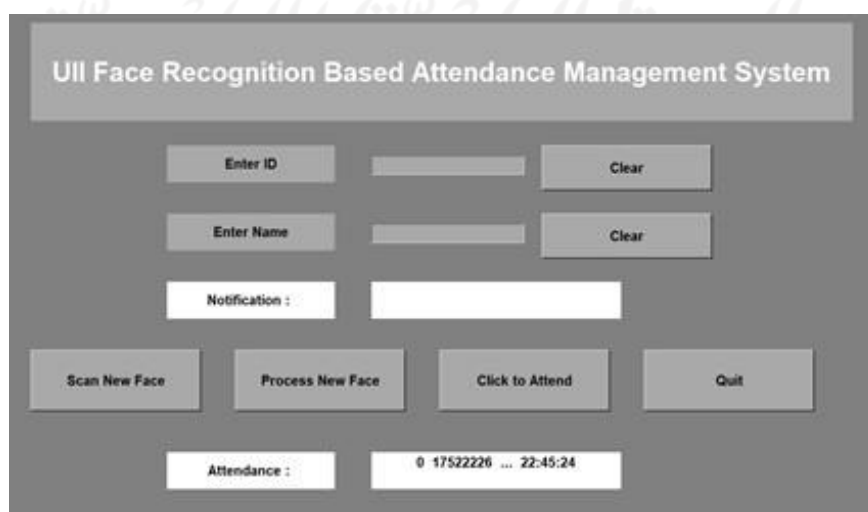 UII Face Recognition Based Attendance Management System
Enter ID
Clear
Enter Name
Clear
Notification :
Scan New Face
Process New Face
Click to Attend
Quit
Attendance :
0 17522226 ... 22:45:24